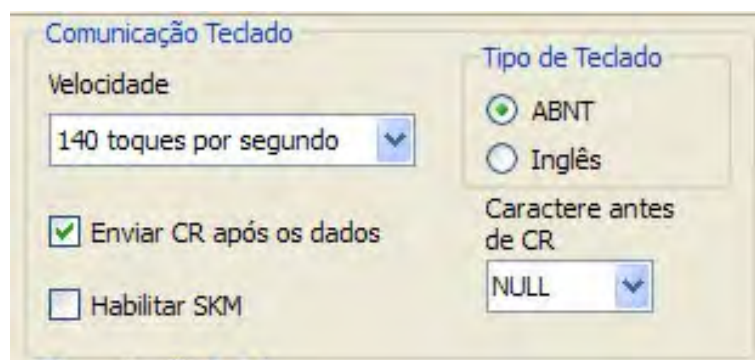 Comunicação Teclado
Velocidade
140 toques por segundo
Enviar CR após os dados
Habilitar SKM
Tipo de Teclado
ABNT
Inglês
Caractere antes
de CR
NULL